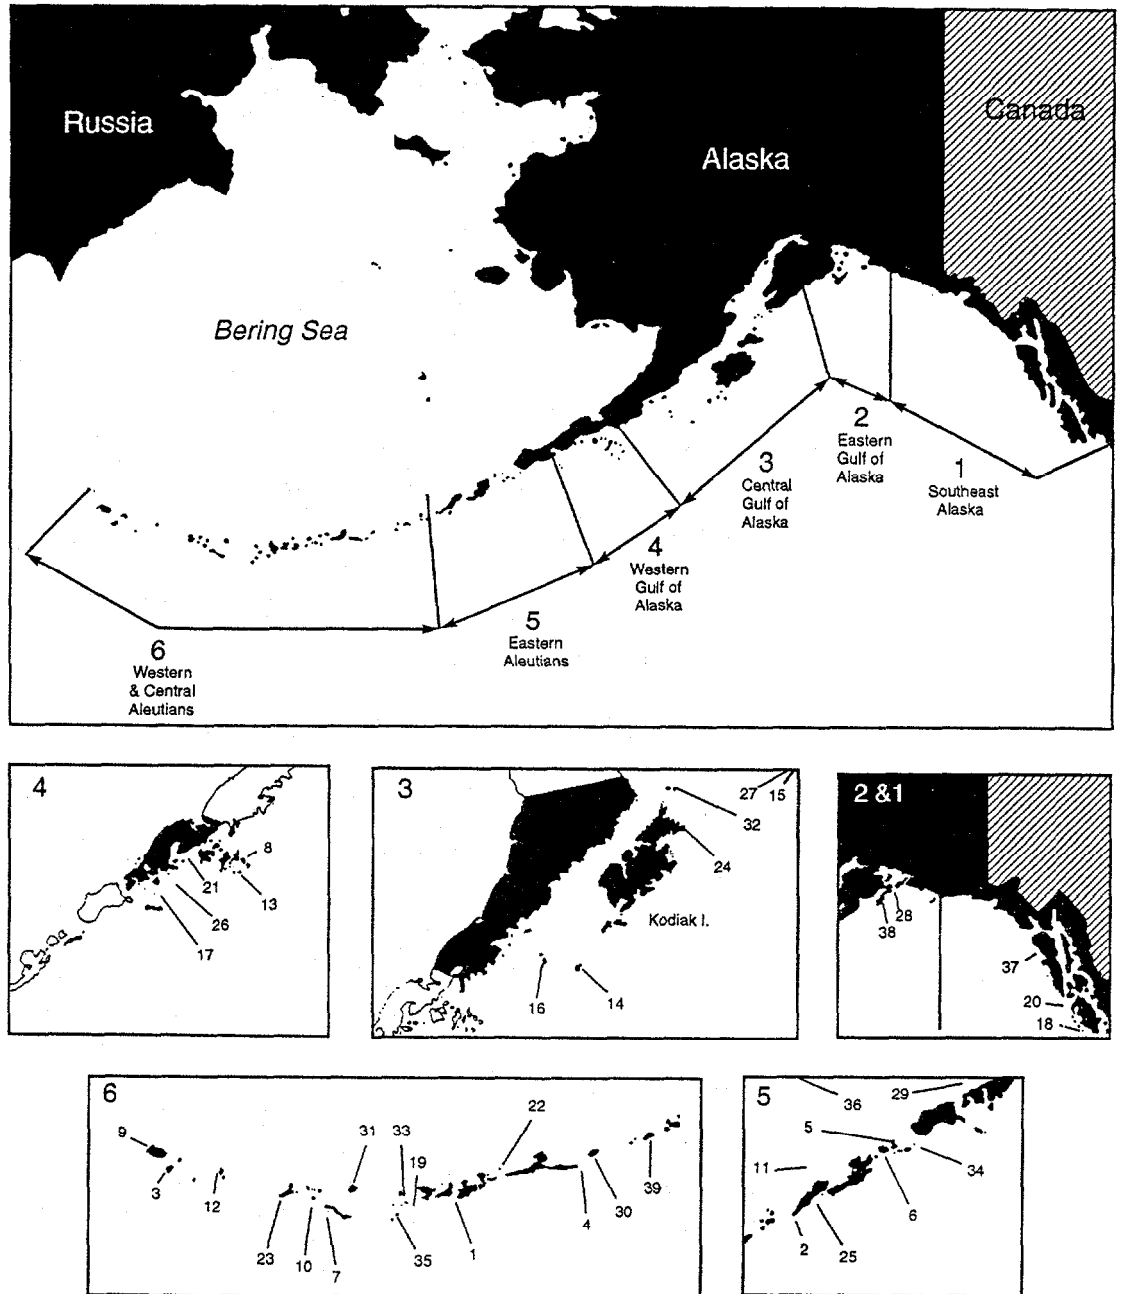 Russia
Canada
Alaska
Bering Sea
2
Eastern
Gulf of
Alaska
1
Southeast
Alaska
3
Central
Gulf of
Alaska
4
Western
Gulf of
Alaska
5
Eastern
Aleutians
6
Western
& Central
Aleutians
4
8
21
13
26
17
3
27 15
32
24
Kodiak I.
16 14
2 & 1
28
38
37
20
18
6
22
9 31 33
19
3
12
39
30
4
23 35 1
10
7
5 29
36
5
11 34
6
2 25